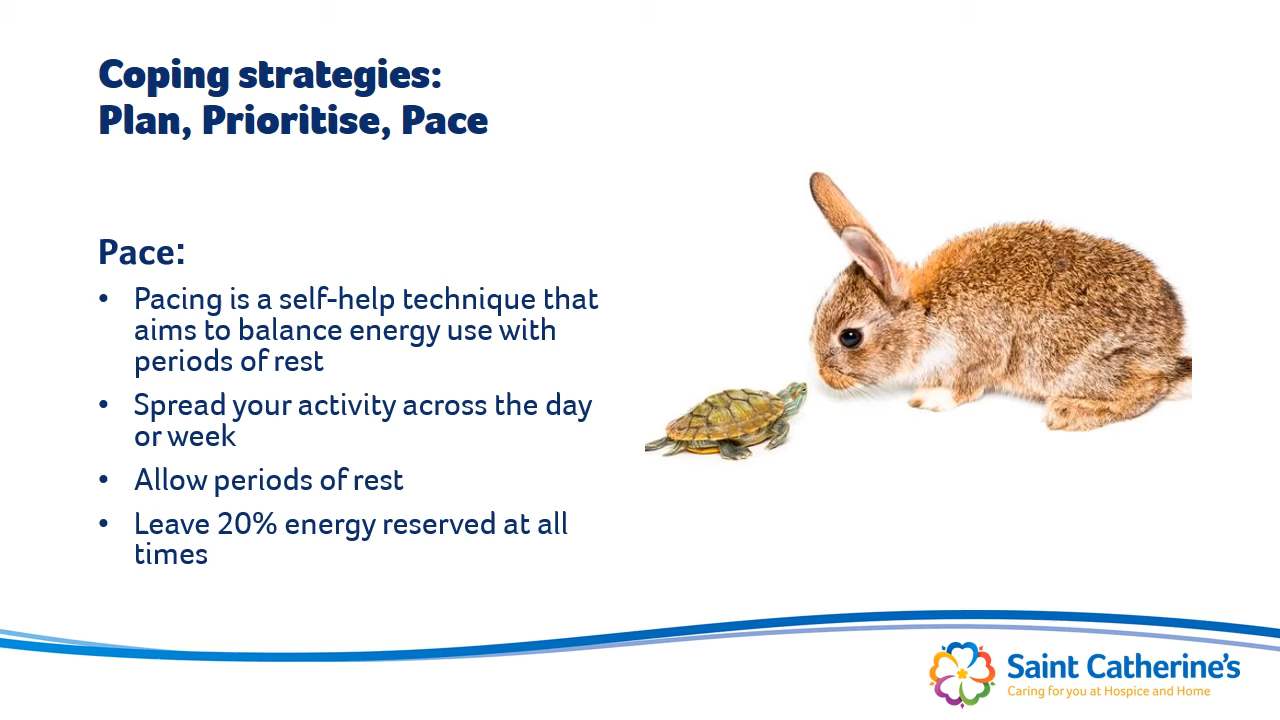 Coping strategies:
Plan, Prioritise, Pace
Pace:
• Pacing is a self-help technique that
aims to balance energy use with
periods of rest
• Spread your activity across the day
or week
• Allow periods of rest
• Leave 20% energy reserved at all
times
Saint Catherine's
Caring for you at Hospice and Home